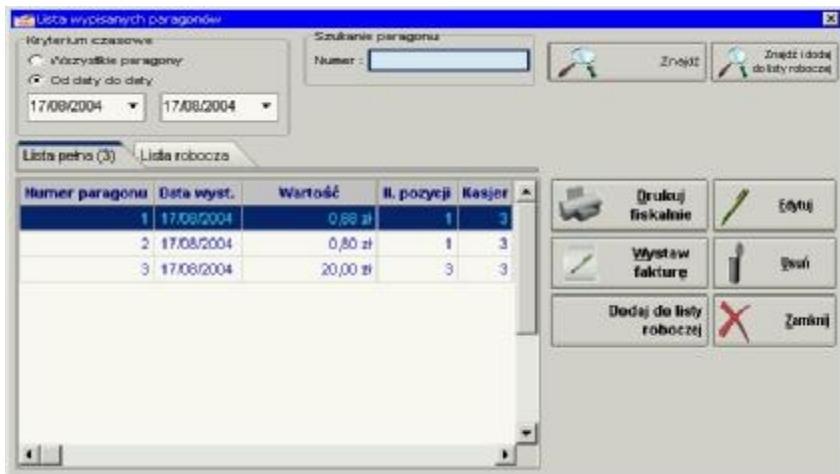 Lista wypisanych paragonów
Kryterium czasowe
Wszystkie paragony
Od daty do daty
17/08/2004
17/08/2004
Szukanie paragonu
Numer :
Znajdź
Znajdź i dodaj
do listy roboczej
Lista pełna (3)
Lista robocza
Numer paragonu Data wyst. Wartość Il. pozycji Kasjer
1 17/08/2004 0,88 zł 1 3
2 17/08/2004 0,80 zł 1 3
3 17/08/2004 20,00 zł 3 3
Drukuj
fiskalnie
Edytuj
Wystaw
fakturę
Usuń
Dodaj do listy
roboczej
Zamknij